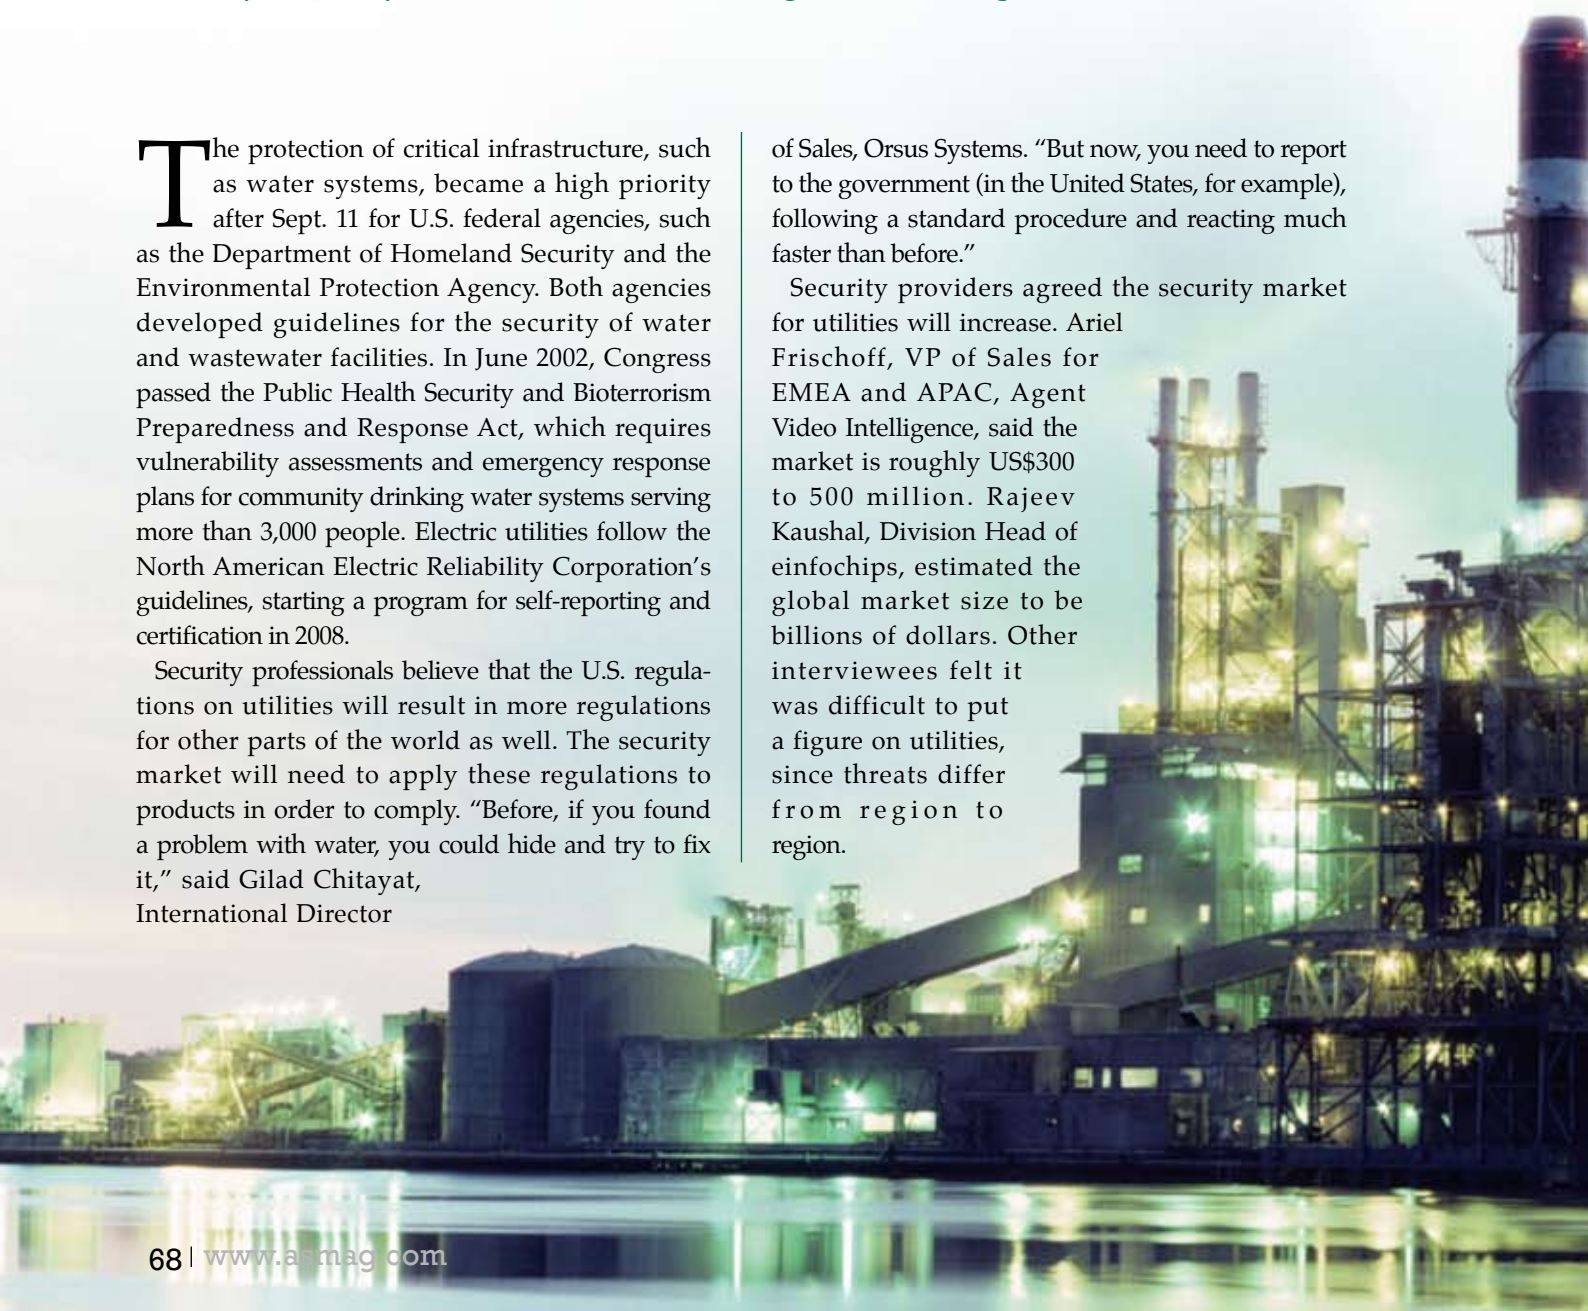 The protection of critical infrastructure, such
as water systems, became a high priority
after Sept. 11 for U.S. federal agencies, such
as the Department of Homeland Security and the
Environmental Protection Agency. Both agencies
developed guidelines for the security of water
and wastewater facilities. In June 2002, Congress
passed the Public Health Security and Bioterrorism
Preparedness and Response Act, which requires
vulnerability assessments and emergency response
plans for community drinking water systems serving
more than 3,000 people. Electric utilities follow the
North American Electric Reliability Corporation’s
guidelines, starting a program for self-reporting and
certification in 2008.
Security professionals believe that the U.S. regula-
tions on utilities will result in more regulations
for other parts of the world as well. The security
market will need to apply these regulations to
products in order to comply. “Before, if you found
a problem with water, you could hide and try to fix
it,” said Gilad Chitayat,
International Director
of Sales, Orsus Systems. “But now, you need to report
to the government (in the United States, for example),
following a standard procedure and reacting much
faster than before.”
Security providers agreed the security market
for utilities will increase. Ariel
Frischoff, VP of Sales for
EMEA and APAC, Agent
Video Intelligence, said the
market is roughly US$300
to 500 million. Rajeev
Kaushal, Division Head of
einfochips, estimated the
global market size to be
billions of dollars. Other
interviewees felt it
was difficult to put
a figure on utilities,
since threats differ
from region to
region.
68 | www.asmag.com